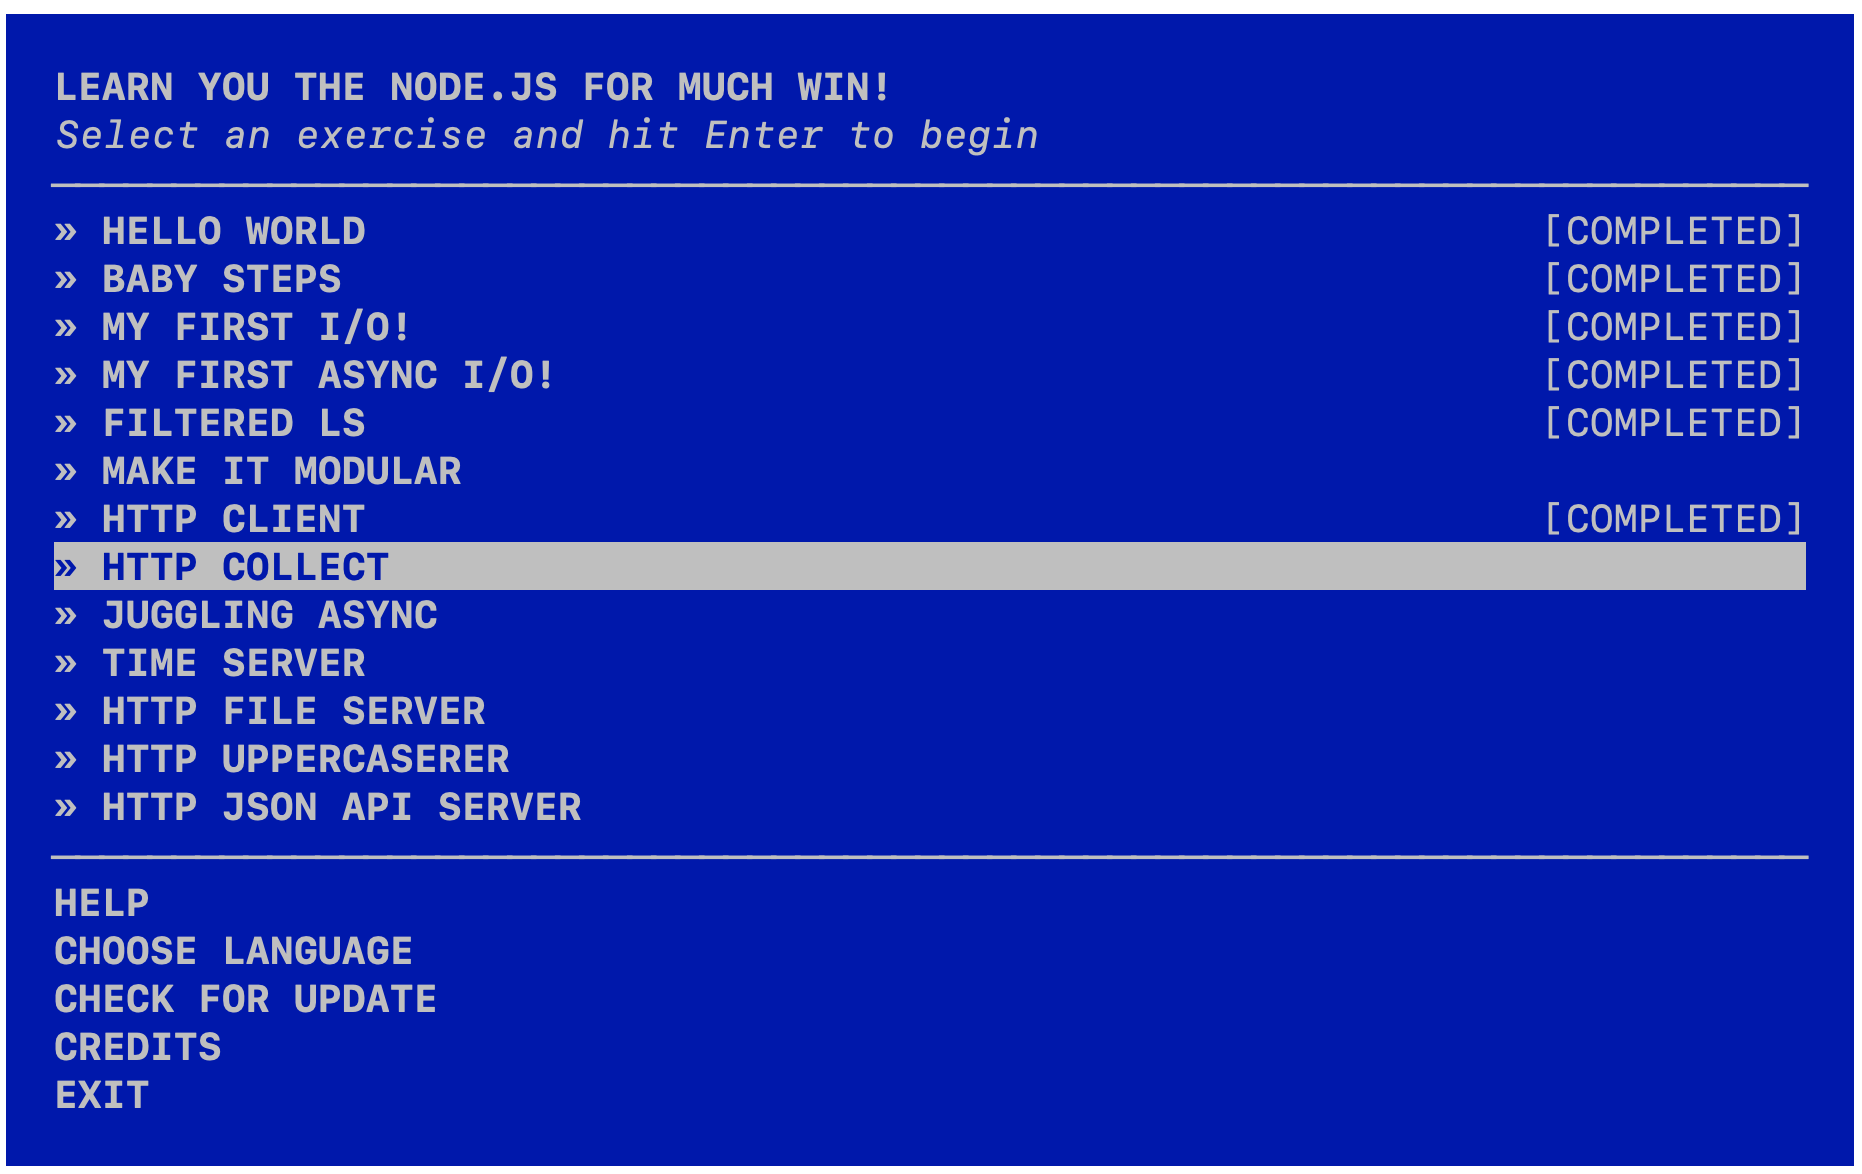 LEARN YOU THE NODE.JS FOR MUCH WIN!
Select an exercise and hit Enter to begin
» HELLO WORLD [COMPLETED]
» BABY STEPS [COMPLETED]
» MY FIRST I/O! [COMPLETED]
» MY FIRST ASYNC I/O! [COMPLETED]
» FILTERED LS [COMPLETED]
» MAKE IT MODULAR
» HTTP CLIENT [COMPLETED]
» HTTP COLLECT
» JUGGLING ASYNC
» TIME SERVER
» HTTP FILE SERVER
» HTTP UPPERCASERER
» HTTP JSON API SERVER
HELP
CHOOSE LANGUAGE
CHECK FOR UPDATE
CREDITS
EXIT